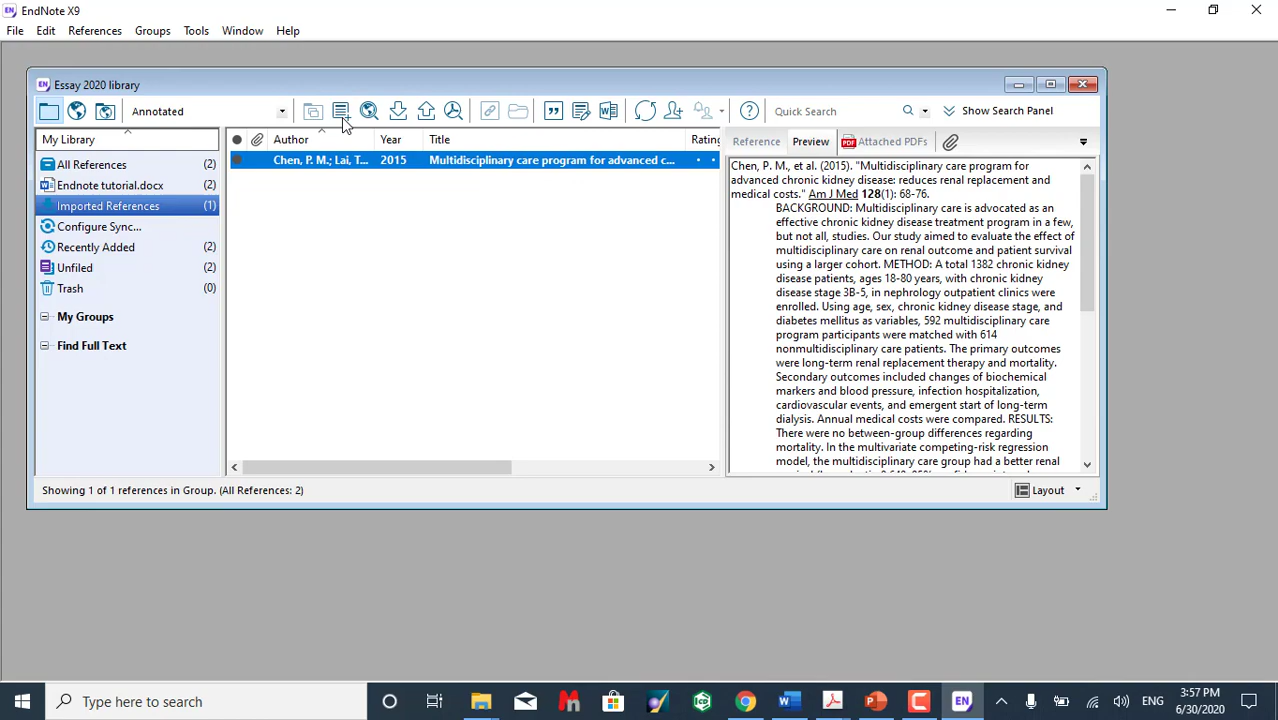 EndNote X9
File Edit References Groups Tools Window Help
Essay 2020 library
Annotated
Quick Search
Show Search Panel
My Library
All References (2)
Endnote tutorial.docx (2)
Imported References (1)
Configure Sync...
Recently Added (2)
Unfiled (2)
Trash (0)
My Groups
Find Full Text
Author Year Title Rating
Chen, P. M.; Lai, T... 2015 Multidisciplinary care program for advanced c...
Reference Preview Attached PDFs
Chen, P. M., et al. (2015). "Multidisciplinary care program for
advanced chronic kidney disease: reduces renal replacement and
medical costs." Am J Med 128(1): 68-76.
BACKGROUND: Multidisciplinary care is advocated as an
effective chronic kidney disease treatment program in a few,
but not all, studies. Our study aimed to evaluate the effect of
multidisciplinary care on renal outcome and patient survival
using a larger cohort. METHOD: A total 1382 chronic kidney
disease patients, ages 18-80 years, with chronic kidney
disease stage 3B-5, in nephrology outpatient clinics were
enrolled. Using age, sex, chronic kidney disease stage, and
diabetes mellitus as variables, 592 multidisciplinary care
program participants were matched with 614
nonmultidisciplinary care patients. The primary outcomes
were long-term renal replacement therapy and mortality.
Secondary outcomes included changes of biochemical
markers and blood pressure, infection hospitalization,
cardiovascular events, and emergent start of long-term
dialysis. Annual medical costs were compared. RESULTS:
There were no between-group differences regarding
mortality. In the multivariate competing-risk regression
model, the multidisciplinary care group had a better renal
Showing 1 of 1 references in Group. (All References: 2)
Layout
Type here to search
ENG
3:57 PM
6/30/2020